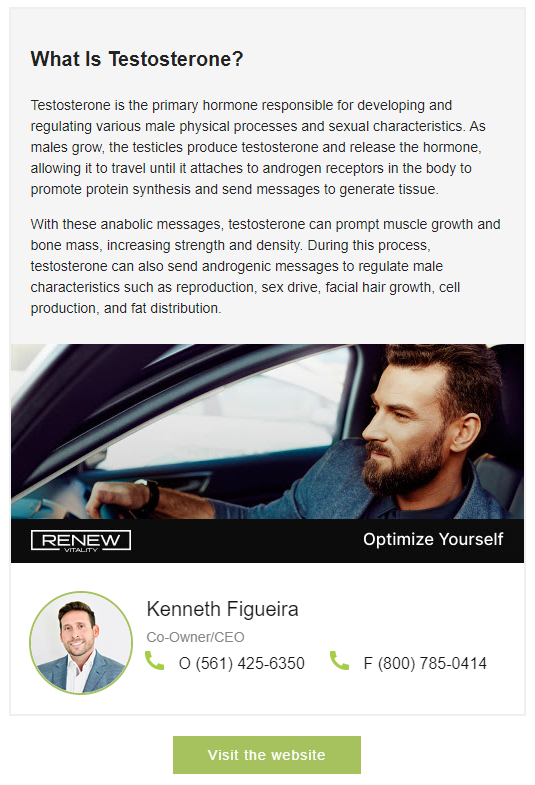 What Is Testosterone?
Testosterone is the primary hormone responsible for developing and
regulating various male physical processes and sexual characteristics. As
males grow, the testicles produce testosterone and release the hormone,
allowing it to travel until it attaches to androgen receptors in the body to
promote protein synthesis and send messages to generate tissue.
With these anabolic messages, testosterone can prompt muscle growth and
bone mass, increasing strength and density. During this process,
testosterone can also send androgenic messages to regulate male
characteristics such as reproduction, sex drive, facial hair growth, cell
production, and fat distribution.
RENEW
VITALITY
Optimize Yourself
Kenneth Figueira
Co-Owner/CEO
O (561) 425-6350 F (800) 785-0414
Visit the website